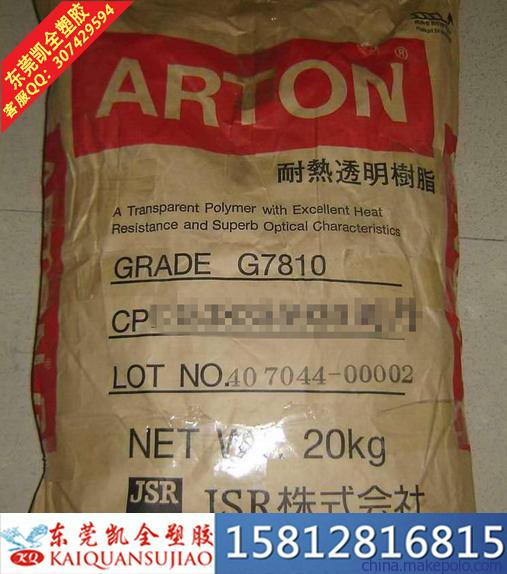 东莞凯全塑胶
客服QQ：307429594
ARTON®
耐熱透明樹脂
A Transparent Polymer with Excellent Heat
Resistance and Superb Optical Characteristics
GRADE G7810
CP
LOT NO. 40 7044-00002
NET W 20kg
JSR JSR株式会社
东莞凯全塑胶 15812816815
KQ KAIQUANSUJIAO
china.makepolo.com